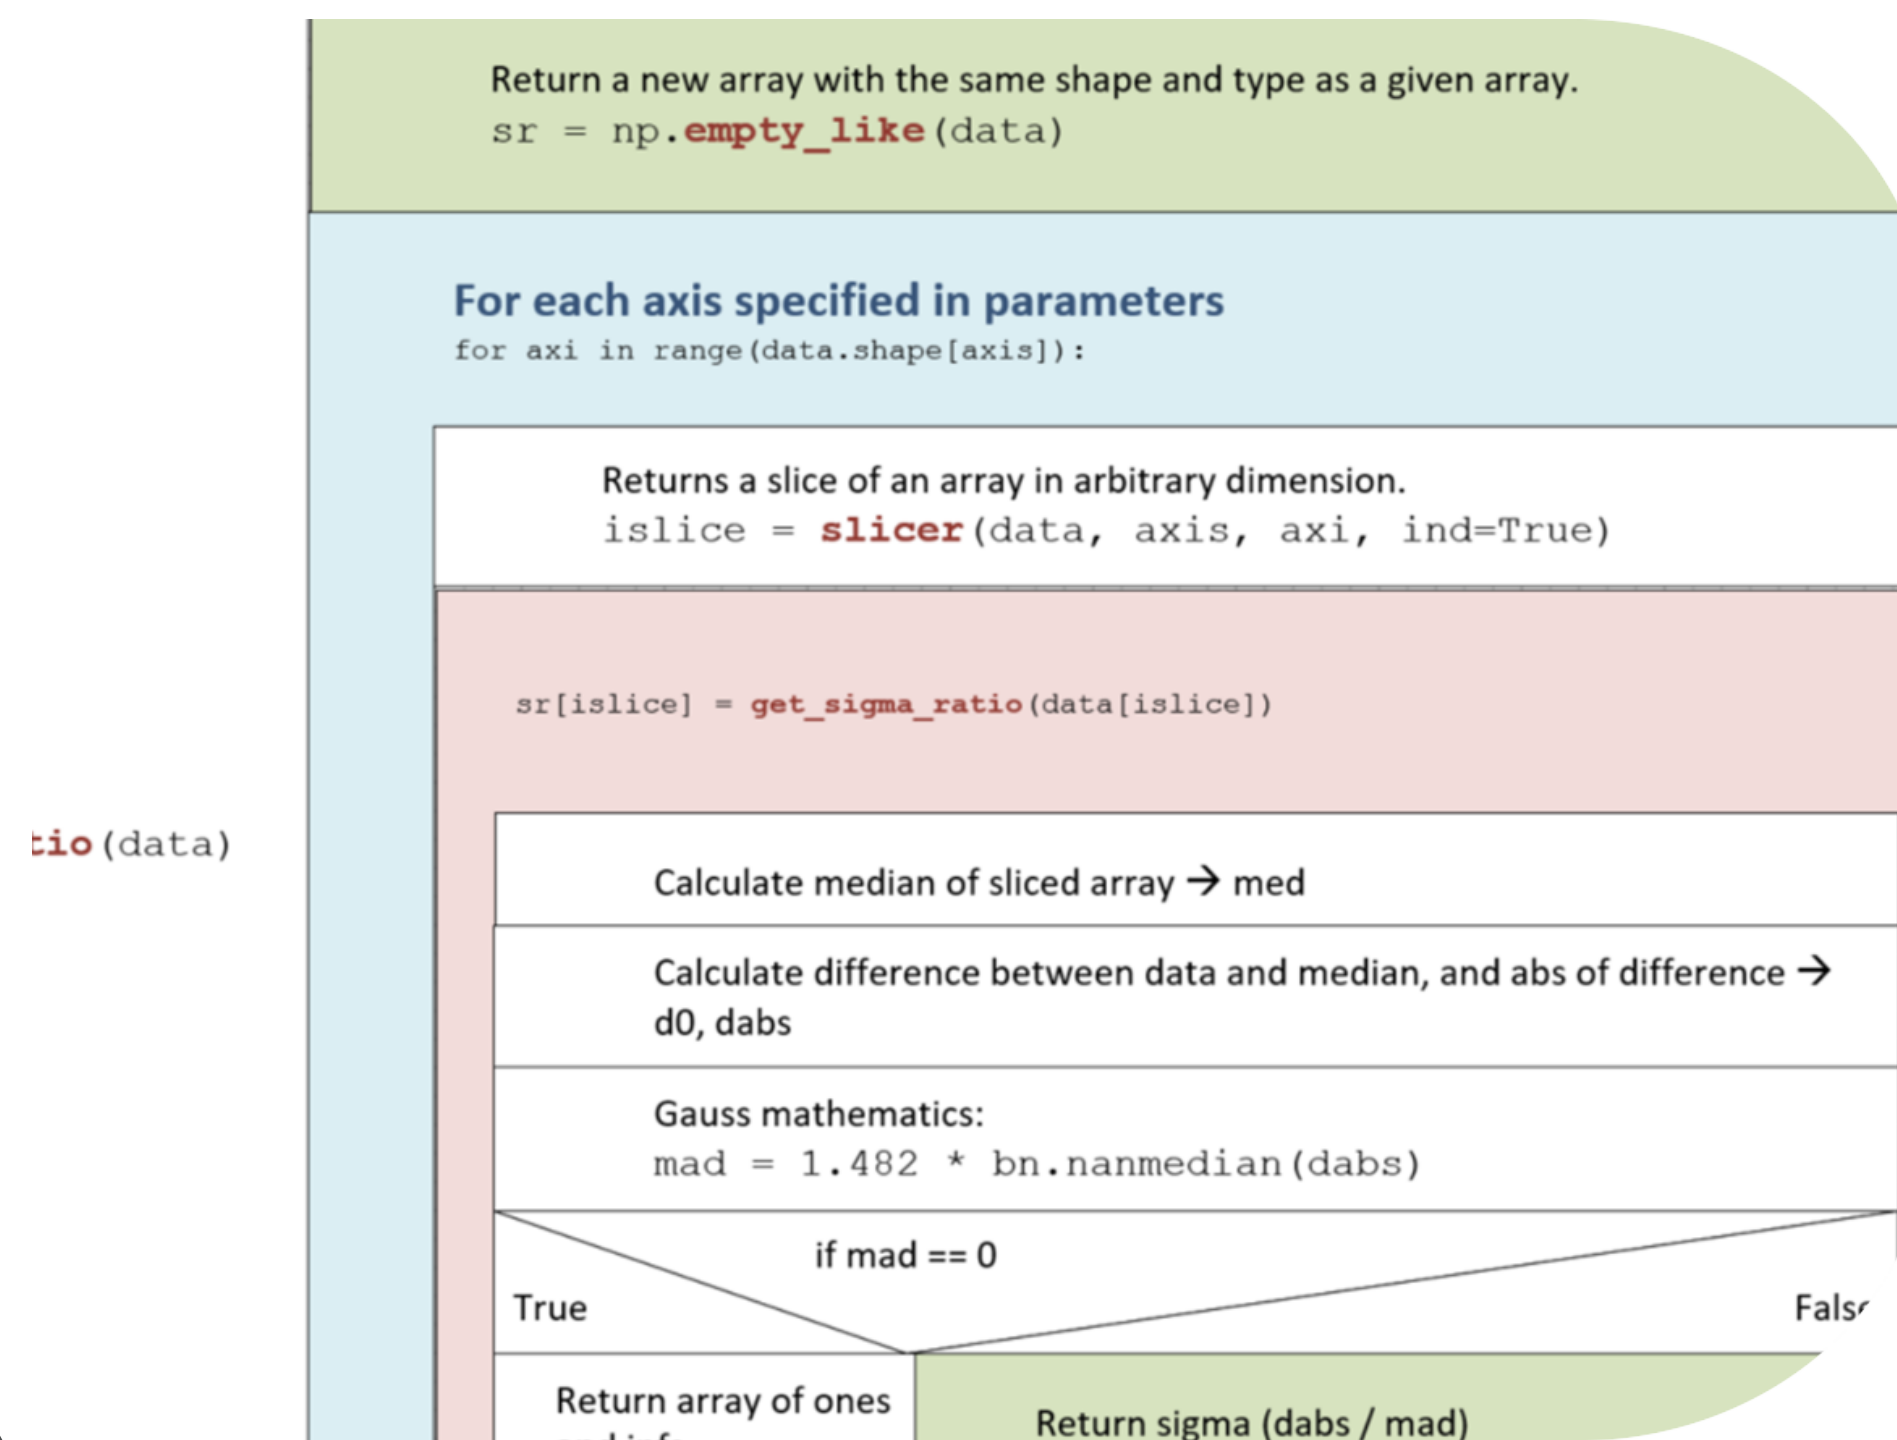 Return a new array with the same shape and type as a given array.
sr = np.empty_like(data)
For each axis specified in parameters
for axi in range(data.shape[axis]):
Returns a slice of an array in arbitrary dimension.
islice = slicer(data, axis, axi, ind=True)
sr[islice] = get_sigma_ratio(data[islice])
tio(data)
Calculate median of sliced array → med
Calculate difference between data and median, and abs of difference →
d0, dabs
Gauss mathematics:
mad = 1.482 * bn.nanmedian(dabs)
if mad == 0
True
Return array of ones
Return sigma (dabs / mad)